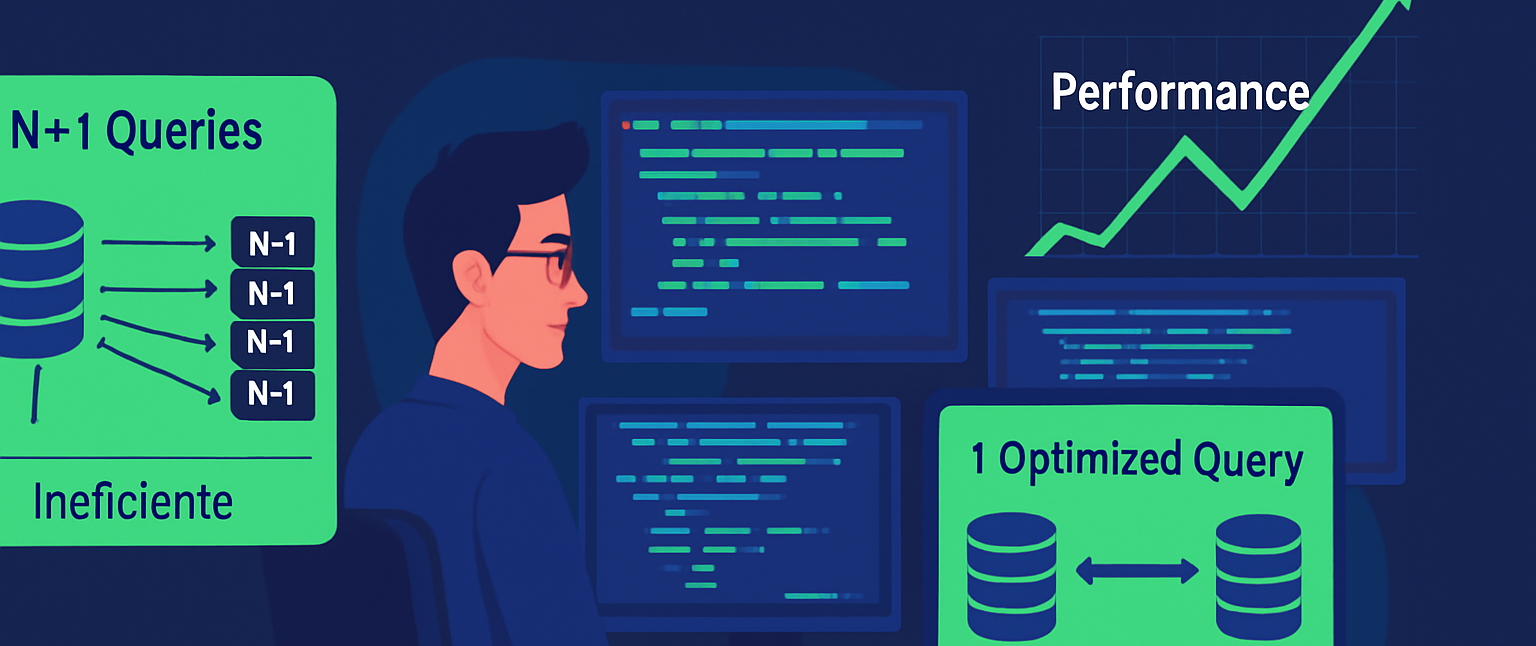 N+1 Queries
N-1
N-1
N-1
N-1
Ineficiente
Performance
1 Optimized Query